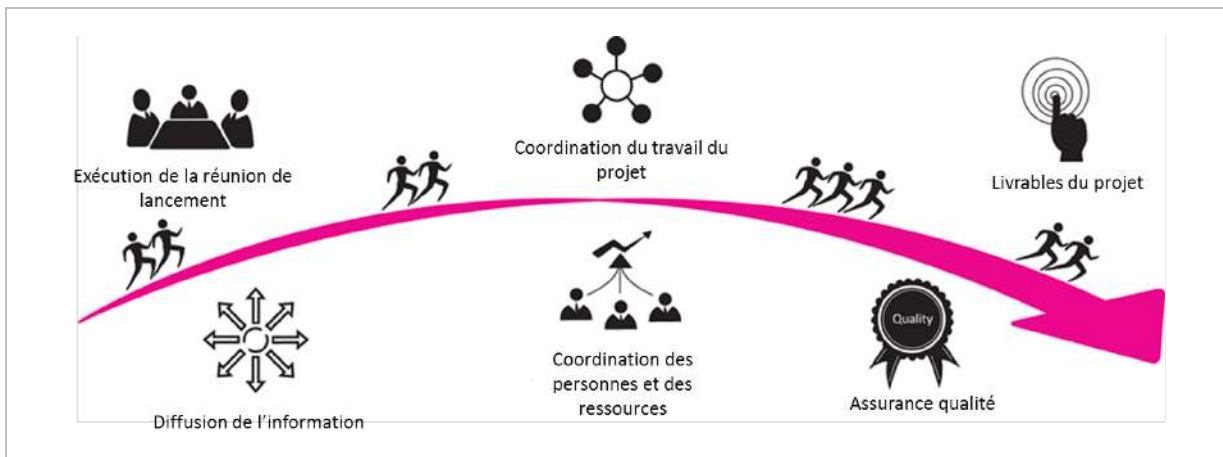 Exécution de la réunion de
lancement
Coordination du travail du
projet
Livrables du projet
Diffusion de l'information
Coordination des
personnes et des
ressources
Quality
Assurance qualité